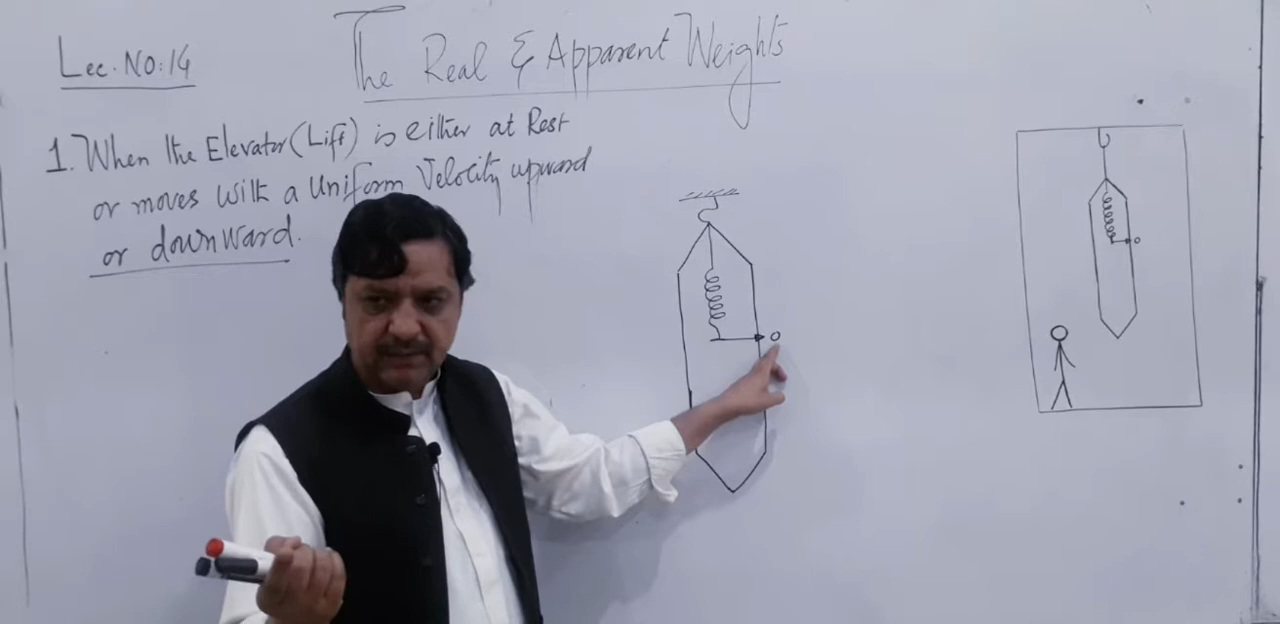 Lec. No: 14
The Real & Apparent Weights
1. When the Elevator (Lift) is either at Rest
or moves with a Uniform Velocity upward
or downward.
o
o